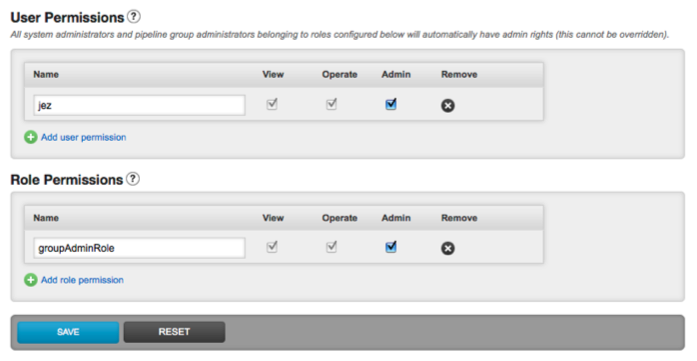 User Permissions ?
All system administrators and pipeline group administrators belonging to roles configured below will automatically have admin rights (this cannot be overridden).
Name View Operate Admin Remove
jez
Add user permission
Role Permissions ?
Name View Operate Admin Remove
groupAdminRole
Add role permission
SAVE RESET